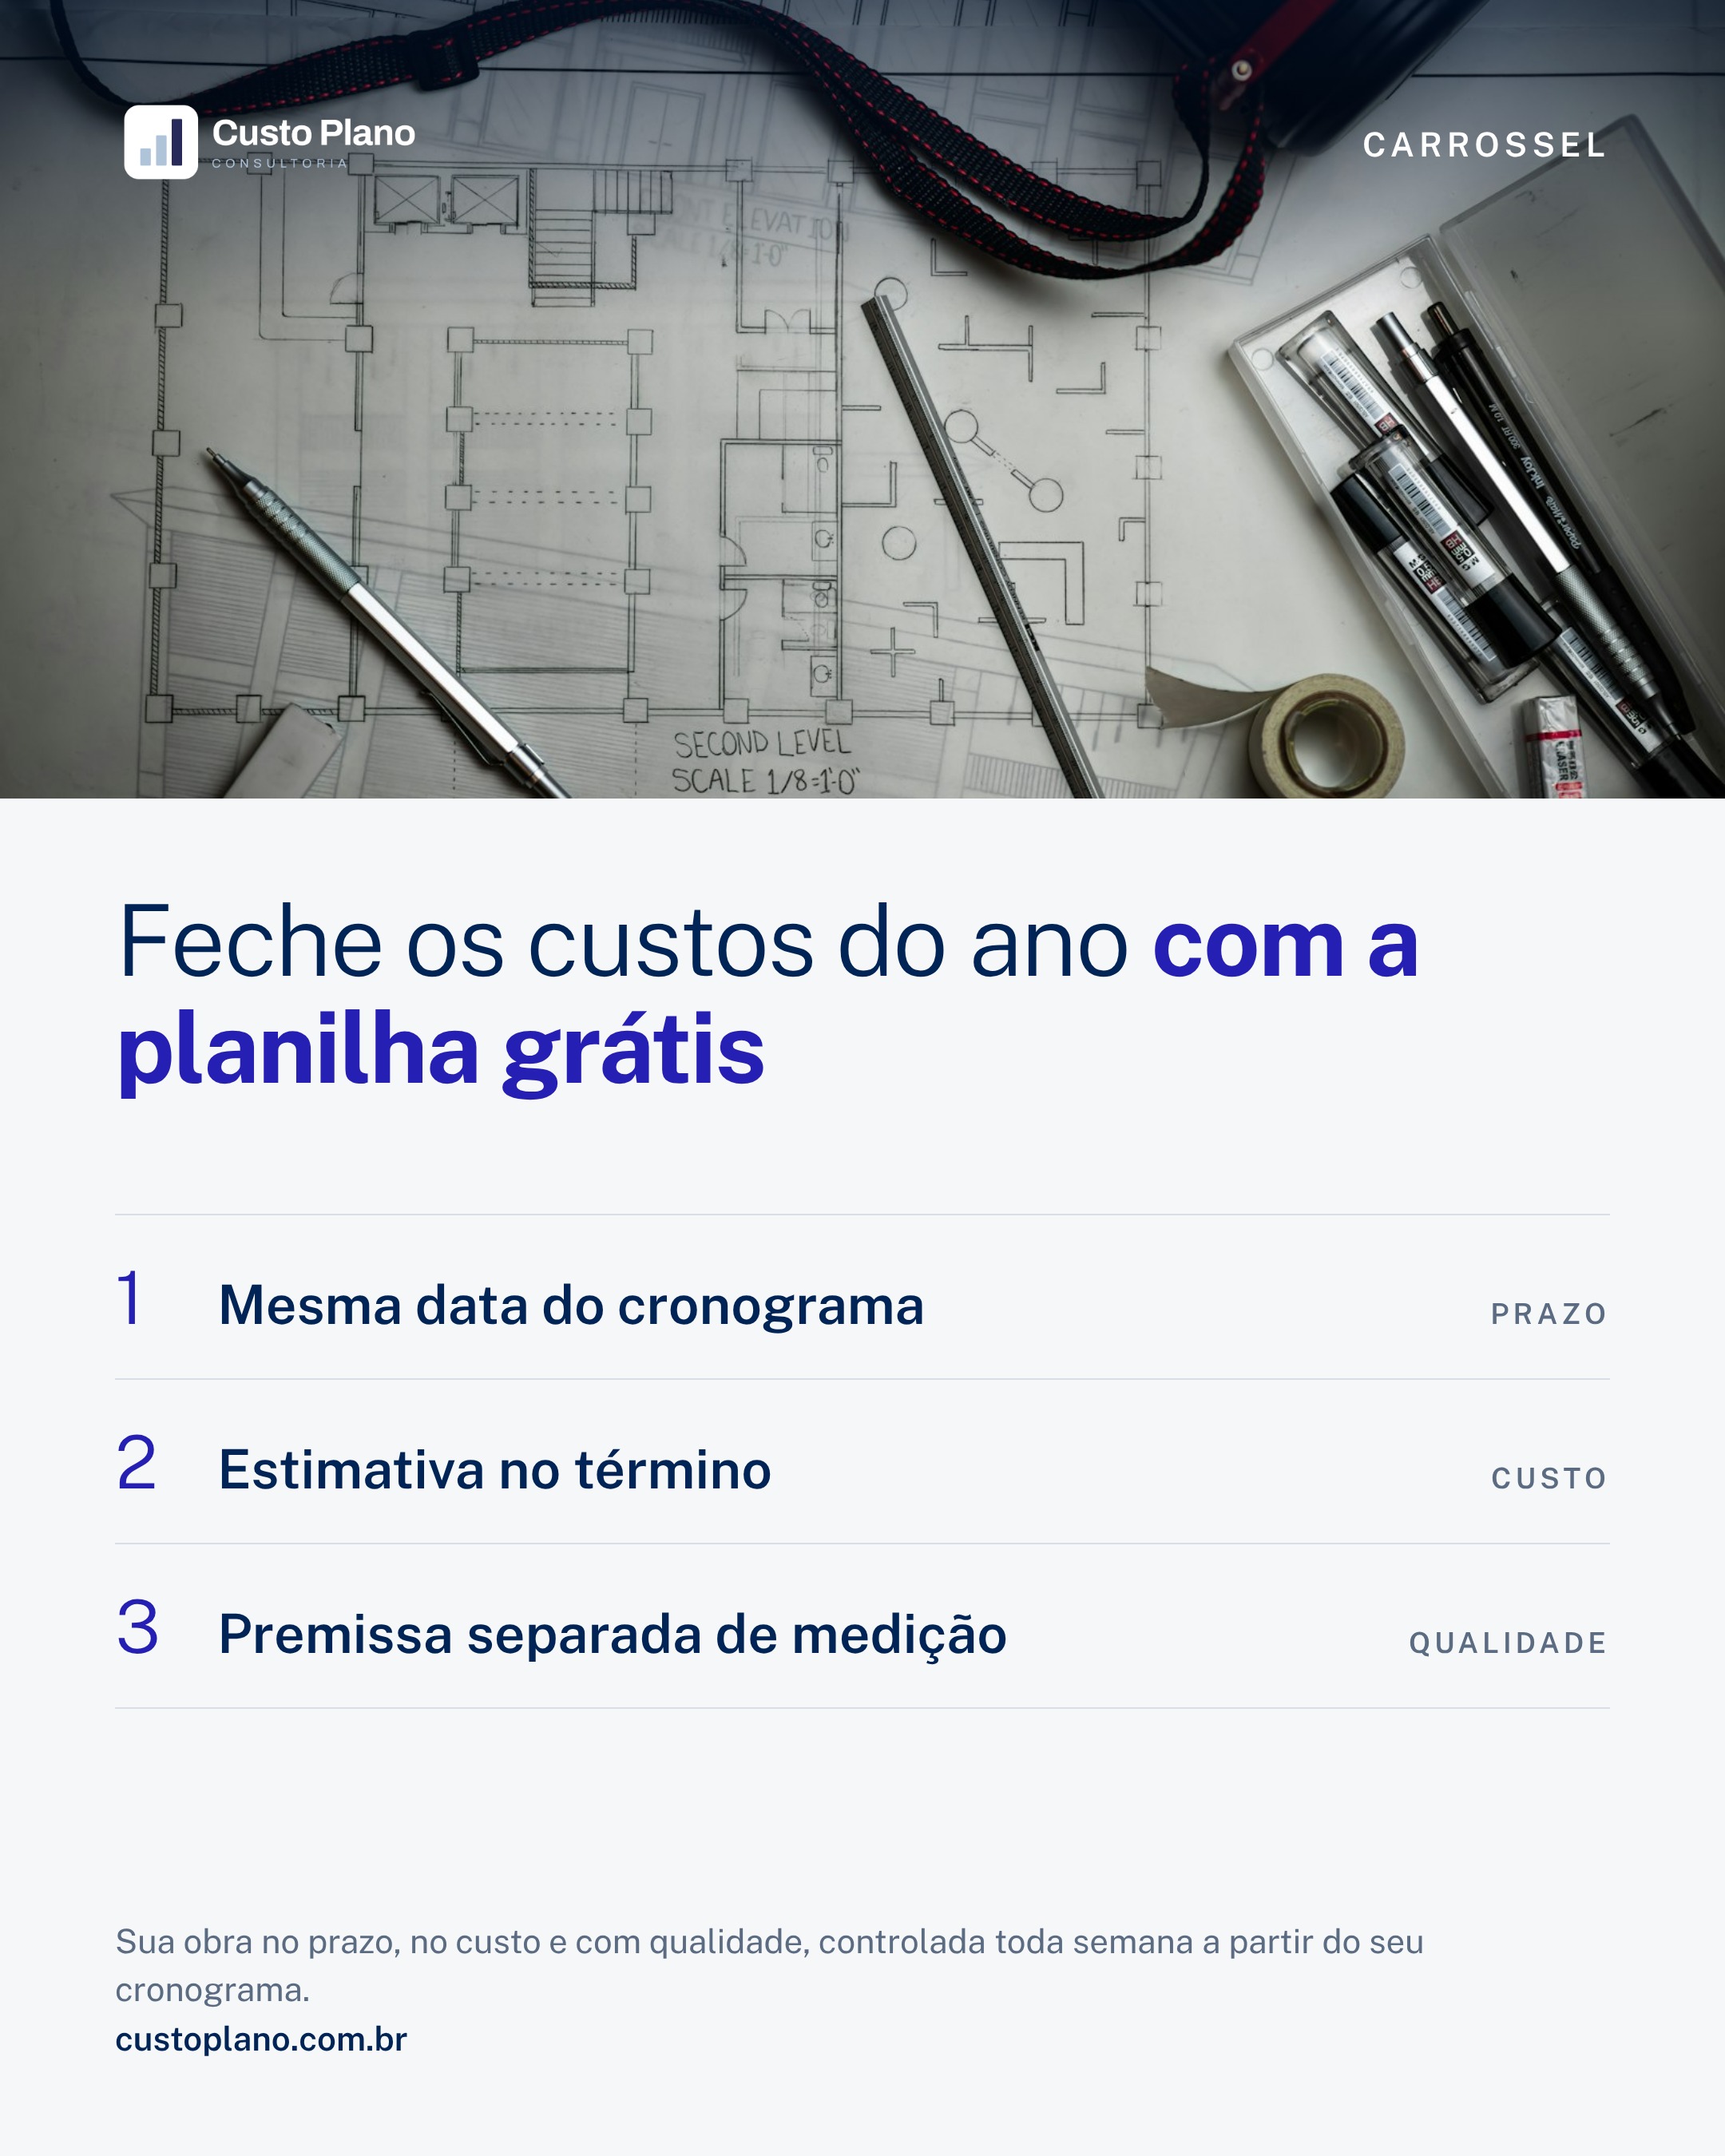 Custo Plano
CONSULTORIA
CARROSSEL
SECOND LEVEL
SCALE 1/8=1'-0"
Feche os custos do ano com a
planilha grátis
1 Mesma data do cronograma PRAZO
2 Estimativa no término CUSTO
3 Premissa separada de medição QUALIDADE
Sua obra no prazo, no custo e com qualidade, controlada toda semana a partir do seu
cronograma.
custoplano.com.br